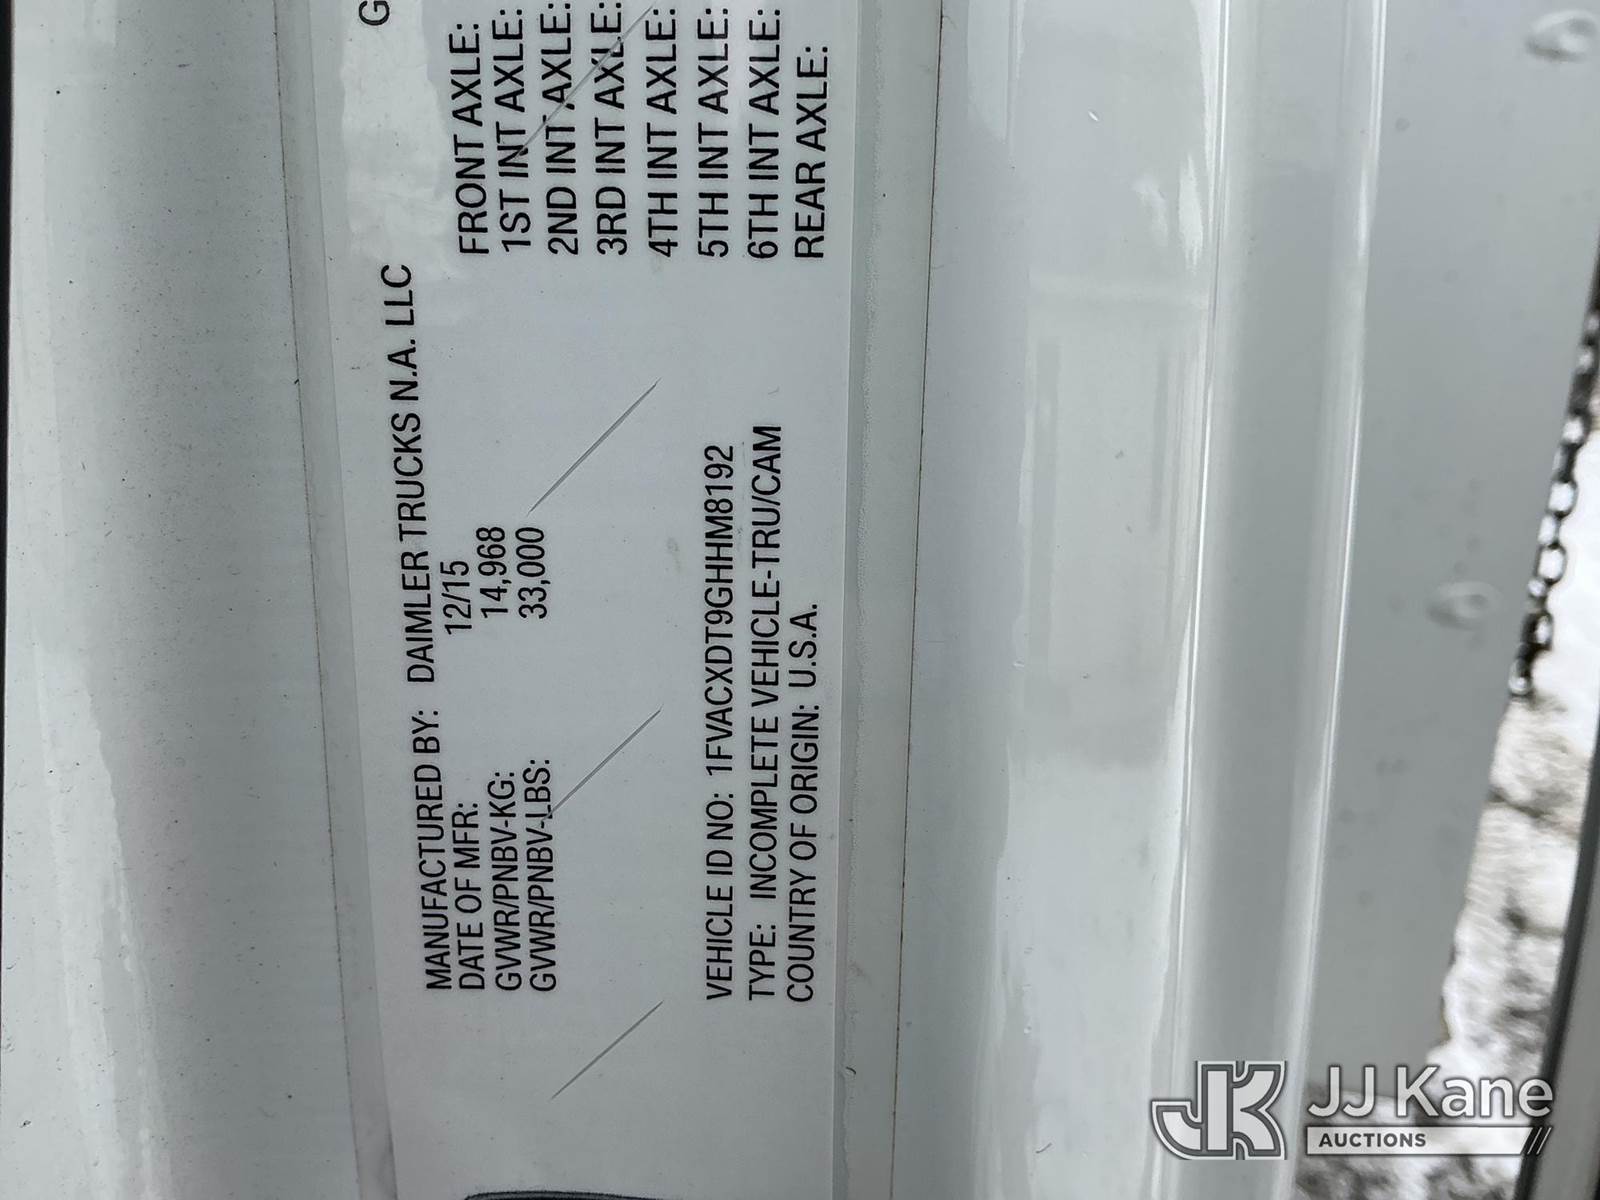 MANUFACTURED BY: DAIMLER TRUCKS N.A. LLC
DATE OF MFR: 12/15
GVWR/PNBV-KG: 14,968
GVWR/PNBV-LBS: 33,000
VEHICLE ID NO: 1FVACXDT9GHHM8192
TYPE: INCOMPLETE VEHICLE-TRU/CAM
COUNTRY OF ORIGIN: U.S.A.
G
FRONT AXLE:
1ST INT AXLE:
2ND INT AXLE:
3RD INT AXLE:
4TH INT AXLE:
5TH INT AXLE:
6TH INT AXLE:
REAR AXLE:
JK
JJ Kane
AUCTIONS